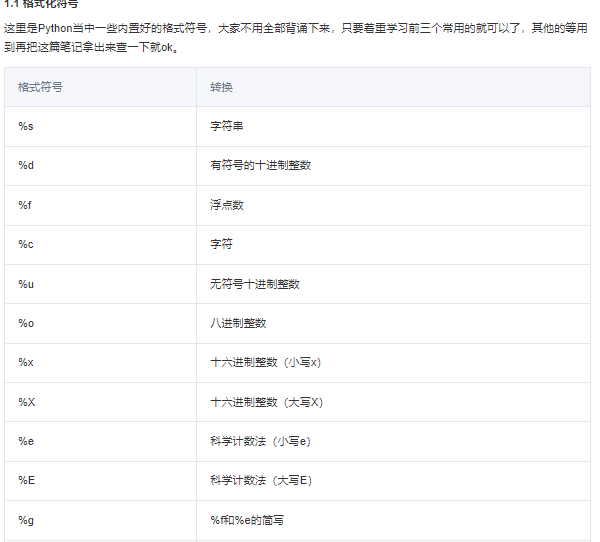 1.1 格式化符号
这里是Python当中一些内置好的格式符号，大家不用全部背诵下来，只要着重学习前三个常用的就可以了，其他的等用
到再把这篇笔记拿出来查一下就ok。
格式符号 转换
%s 字符串
%d 有符号的十进制整数
%f 浮点数
%c 字符
%u 无符号十进制整数
%o 八进制整数
%x 十六进制整数（小写x）
%X 十六进制整数（大写X）
%e 科学计数法（小写e）
%E 科学计数法（大写E）
%g %f和%e的简写